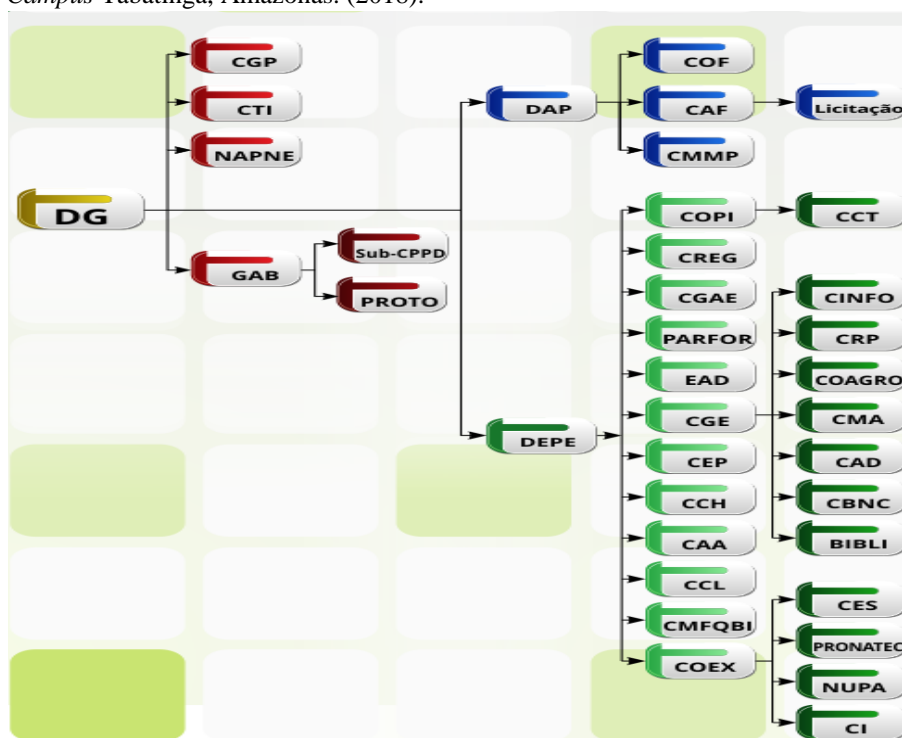 Campus Tabatinga, Amazonas. (2018).
CGP
CTI
NAPNE
DG
GAB
Sub-CPPD
PROTO
DAP
COF
CAF
Licitação
CMMP
DEPE
COPI
CCT
CREG
CGAE
PARFOR
EAD
CGE
CEP
CCH
CAA
CCL
CMFQBI
COEX
CINFO
CRP
COAGRO
CMA
CAD
CBNC
BIBLI
CES
PRONATEC
NUPA
CI